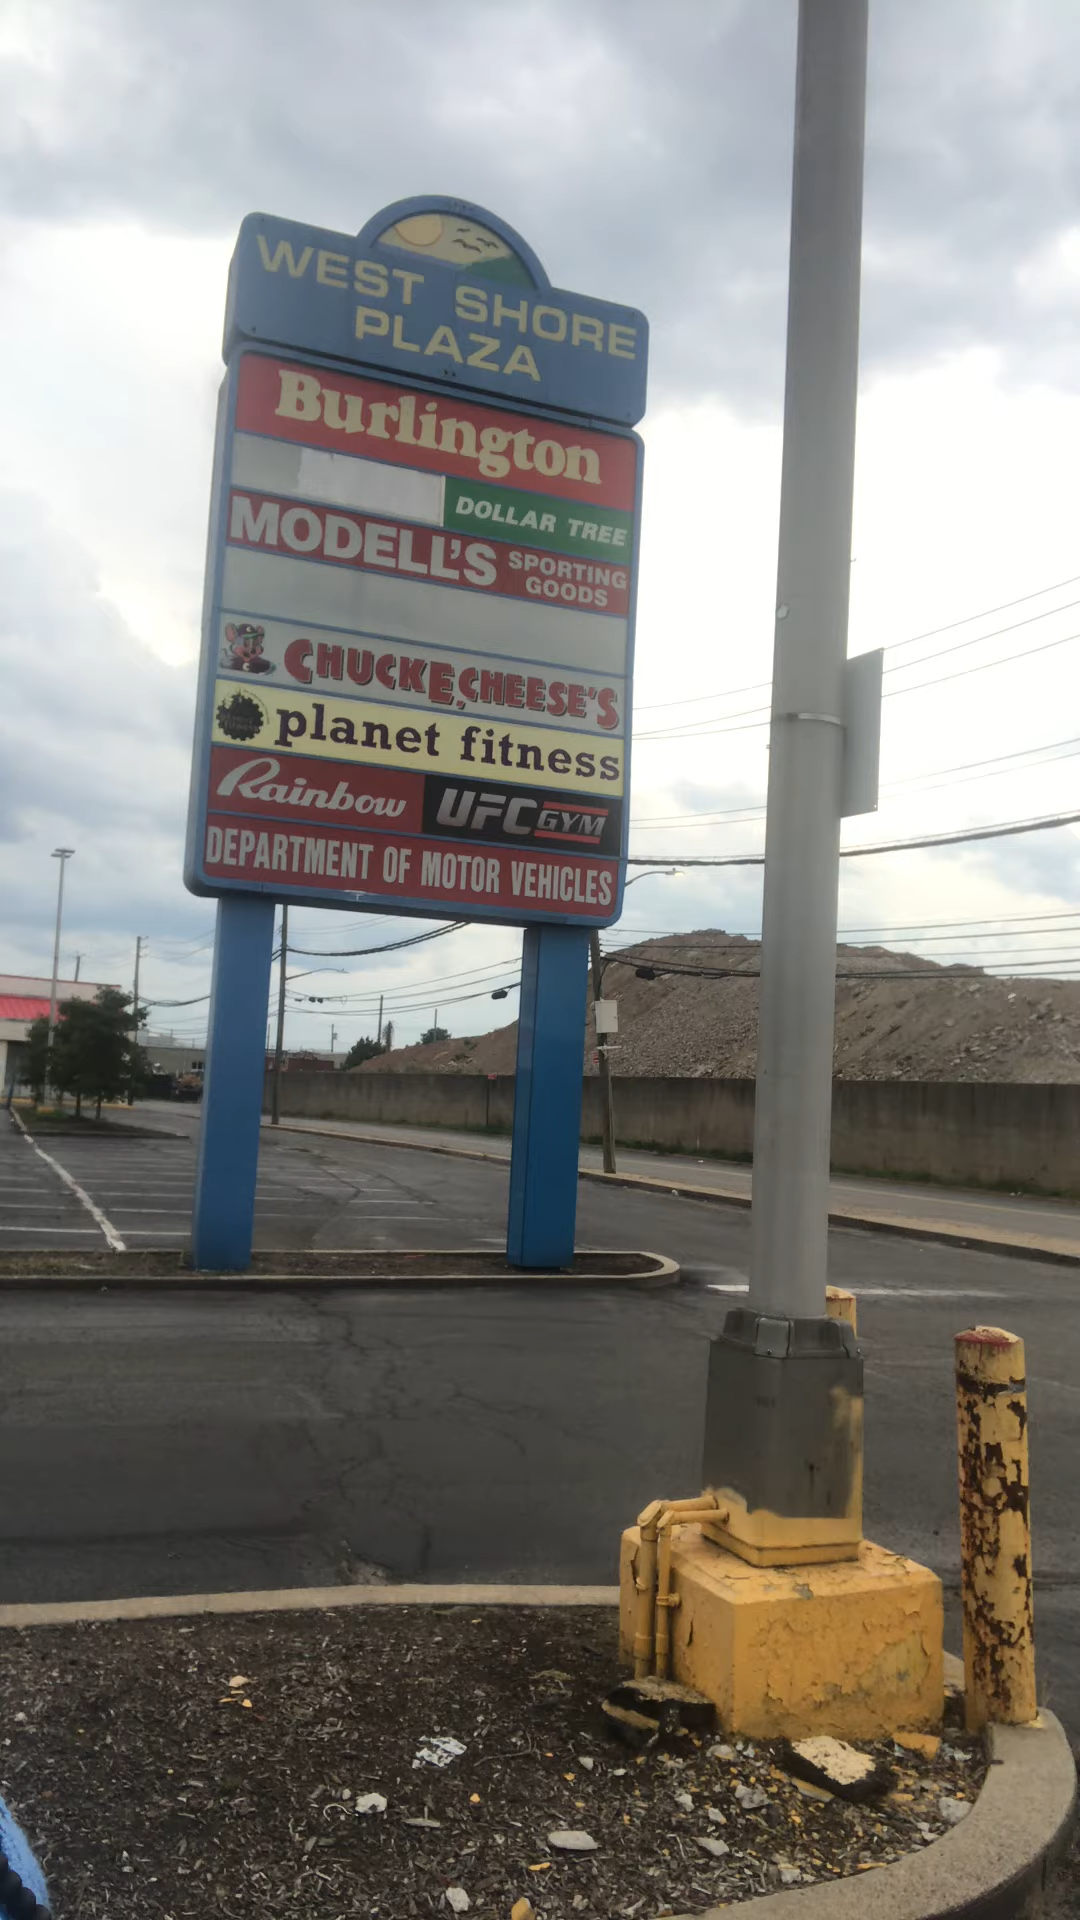 WEST SHORE
PLAZA
Burlington
DOLLAR TREE
MODELL'S SPORTING
GOODS
CHUCK E. CHEESE'S
planet fitness
Rainbow UFC GYM
DEPARTMENT OF MOTOR VEHICLES